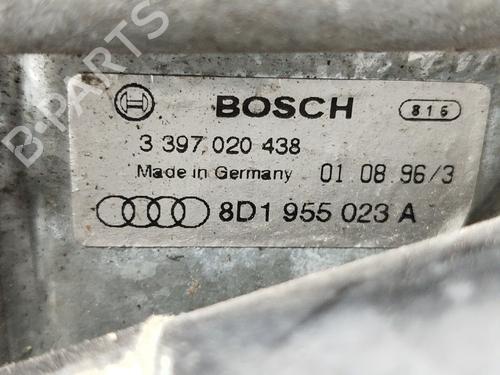 B-PARTS
BOSCH 816
3 397 020 438
Made in Germany 01 08 96/3
8D1 955 023 A